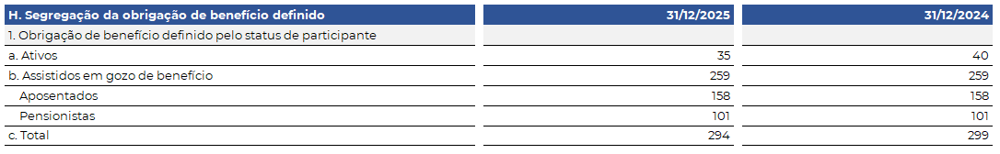 H. Segregação da obrigação de benefício definido 31/12/2025 31/12/2024
1. Obrigação de benefício definido pelo status de participante
a. Ativos 35 40
b. Assistidos em gozo de benefício 259 259
Aposentados 158 158
Pensionistas 101 101
c. Total 294 299